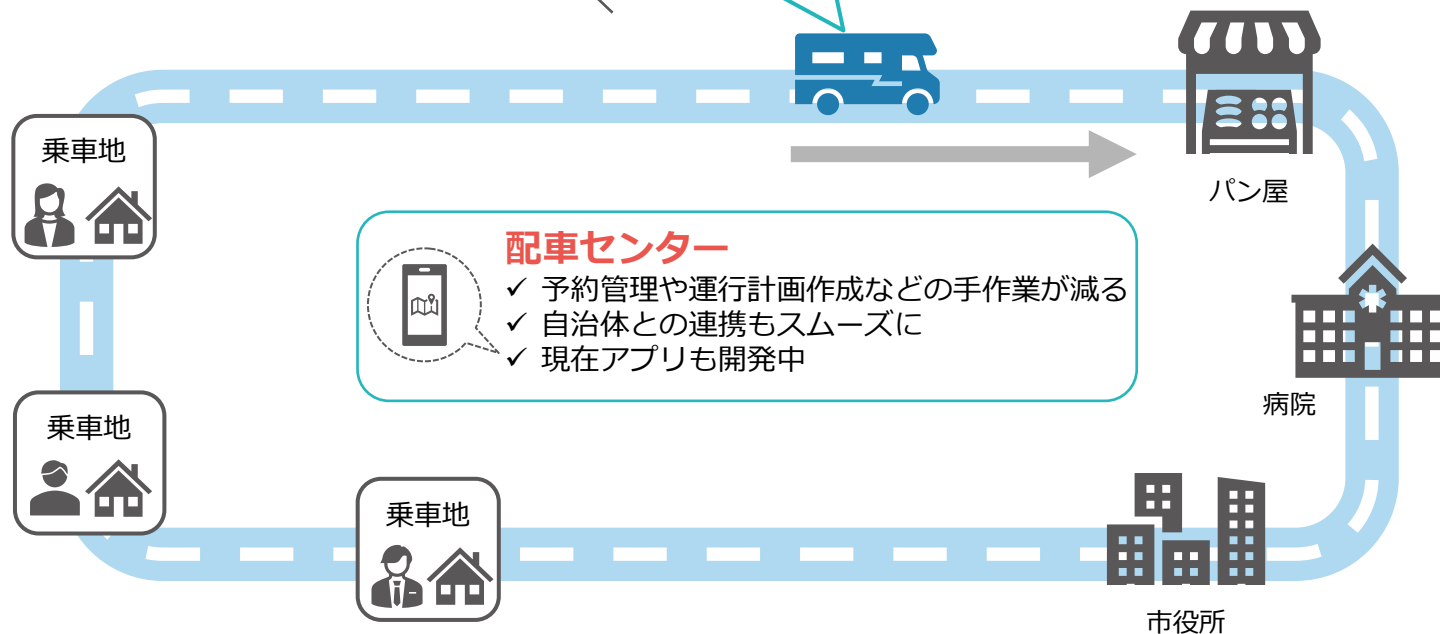 乗車地
パン屋
配車センター
✓ 予約管理や運行計画作成などの手作業が減る
✓ 自治体との連携もスムーズに
✓ 現在アプリも開発中
病院
乗車地
乗車地
市役所